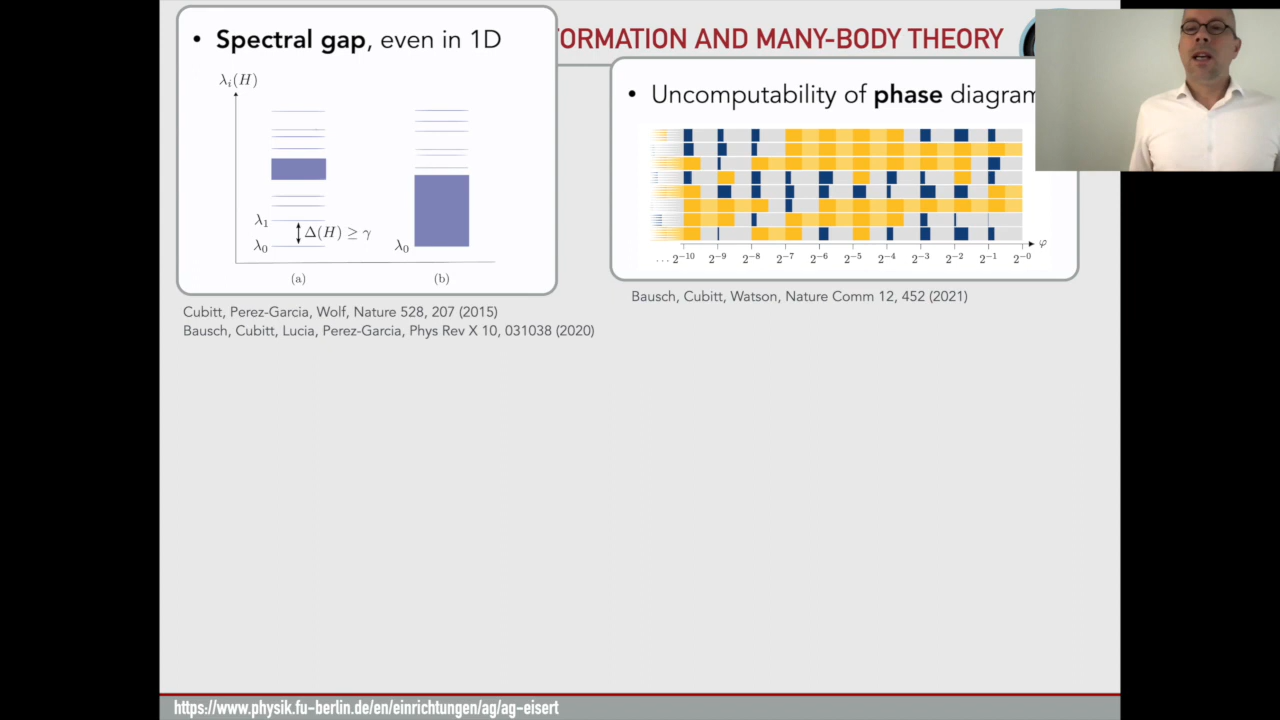 • Spectral gap, even in 1D
ORMATION AND MANY-BODY THEORY
λi(H)
λ1
Δ(H) ≥ γ
λ0
λ0
(a)
(b)
• Uncomputability of phase diagram
φ
... 2^-10 2^-9 2^-8 2^-7 2^-6 2^-5 2^-4 2^-3 2^-2 2^-1 2^-0
Bausch, Cubitt, Watson, Nature Comm 12, 452 (2021)
Cubitt, Perez-Garcia, Wolf, Nature 528, 207 (2015)
Bausch, Cubitt, Lucia, Perez-Garcia, Phys Rev X 10, 031038 (2020)
https://www.physik.fu-berlin.de/en/einrichtungen/ag/ag-eisert